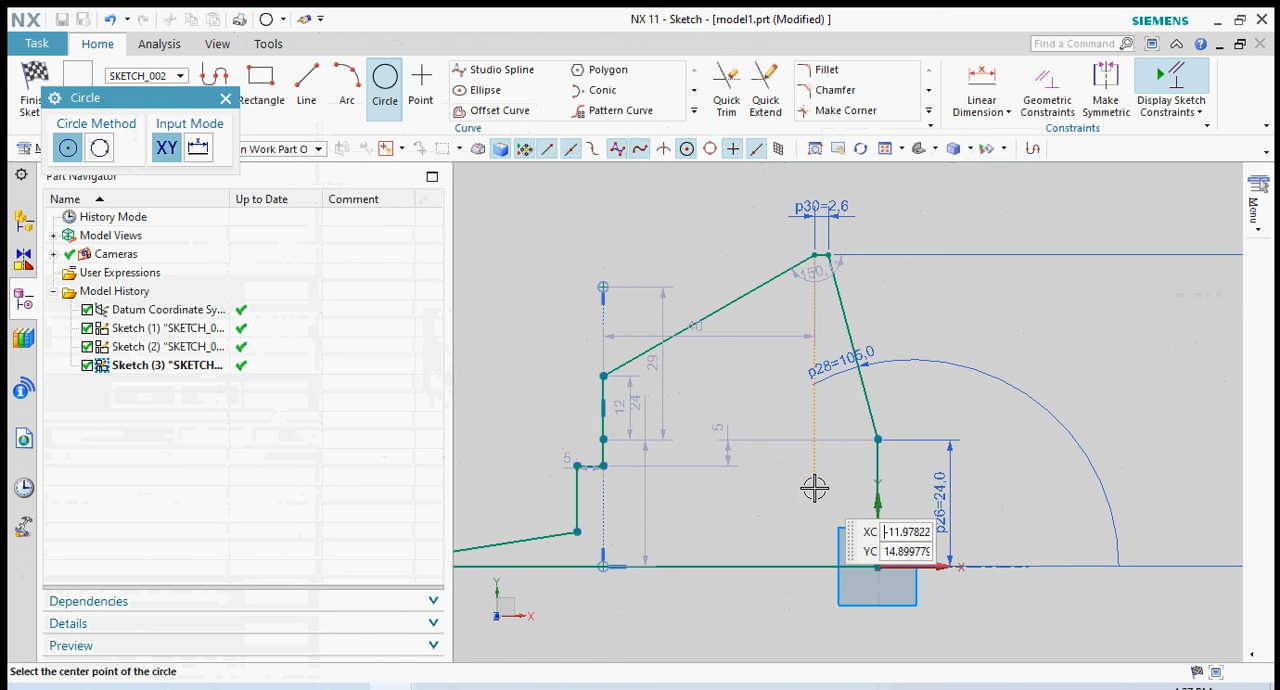 NX
NX 11 - Sketch - [model1.prt (Modified) ]
SIEMENS
Task
Home
Analysis
View
Tools
Find a Command
SKETCH_002
Circle
Circle Method
Input Mode
XY
Rectangle
Line
Arc
Circle
Point
Studio Spline
Ellipse
Offset Curve
Polygon
Conic
Pattern Curve
Curve
Quick Trim
Quick Extend
Fillet
Chamfer
Make Corner
Linear Dimension
Geometric Constraints
Make Symmetric
Display Sketch Constraints
Constraints
n Work Part O
Part Navigator
Name
Up to Date
Comment
History Mode
Model Views
Cameras
User Expressions
Model History
Datum Coordinate Sy...
Sketch (1) "SKETCH_0...
Sketch (2) "SKETCH_0...
Sketch (3) "SKETCH...
Dependencies
Details
Preview
Menu
p30=2,6
150,
40
29
12
24
5
5
p28=105,0
p26=24,0
XC -11.97822
YC 14.899779
X
Y
X
Select the center point of the circle